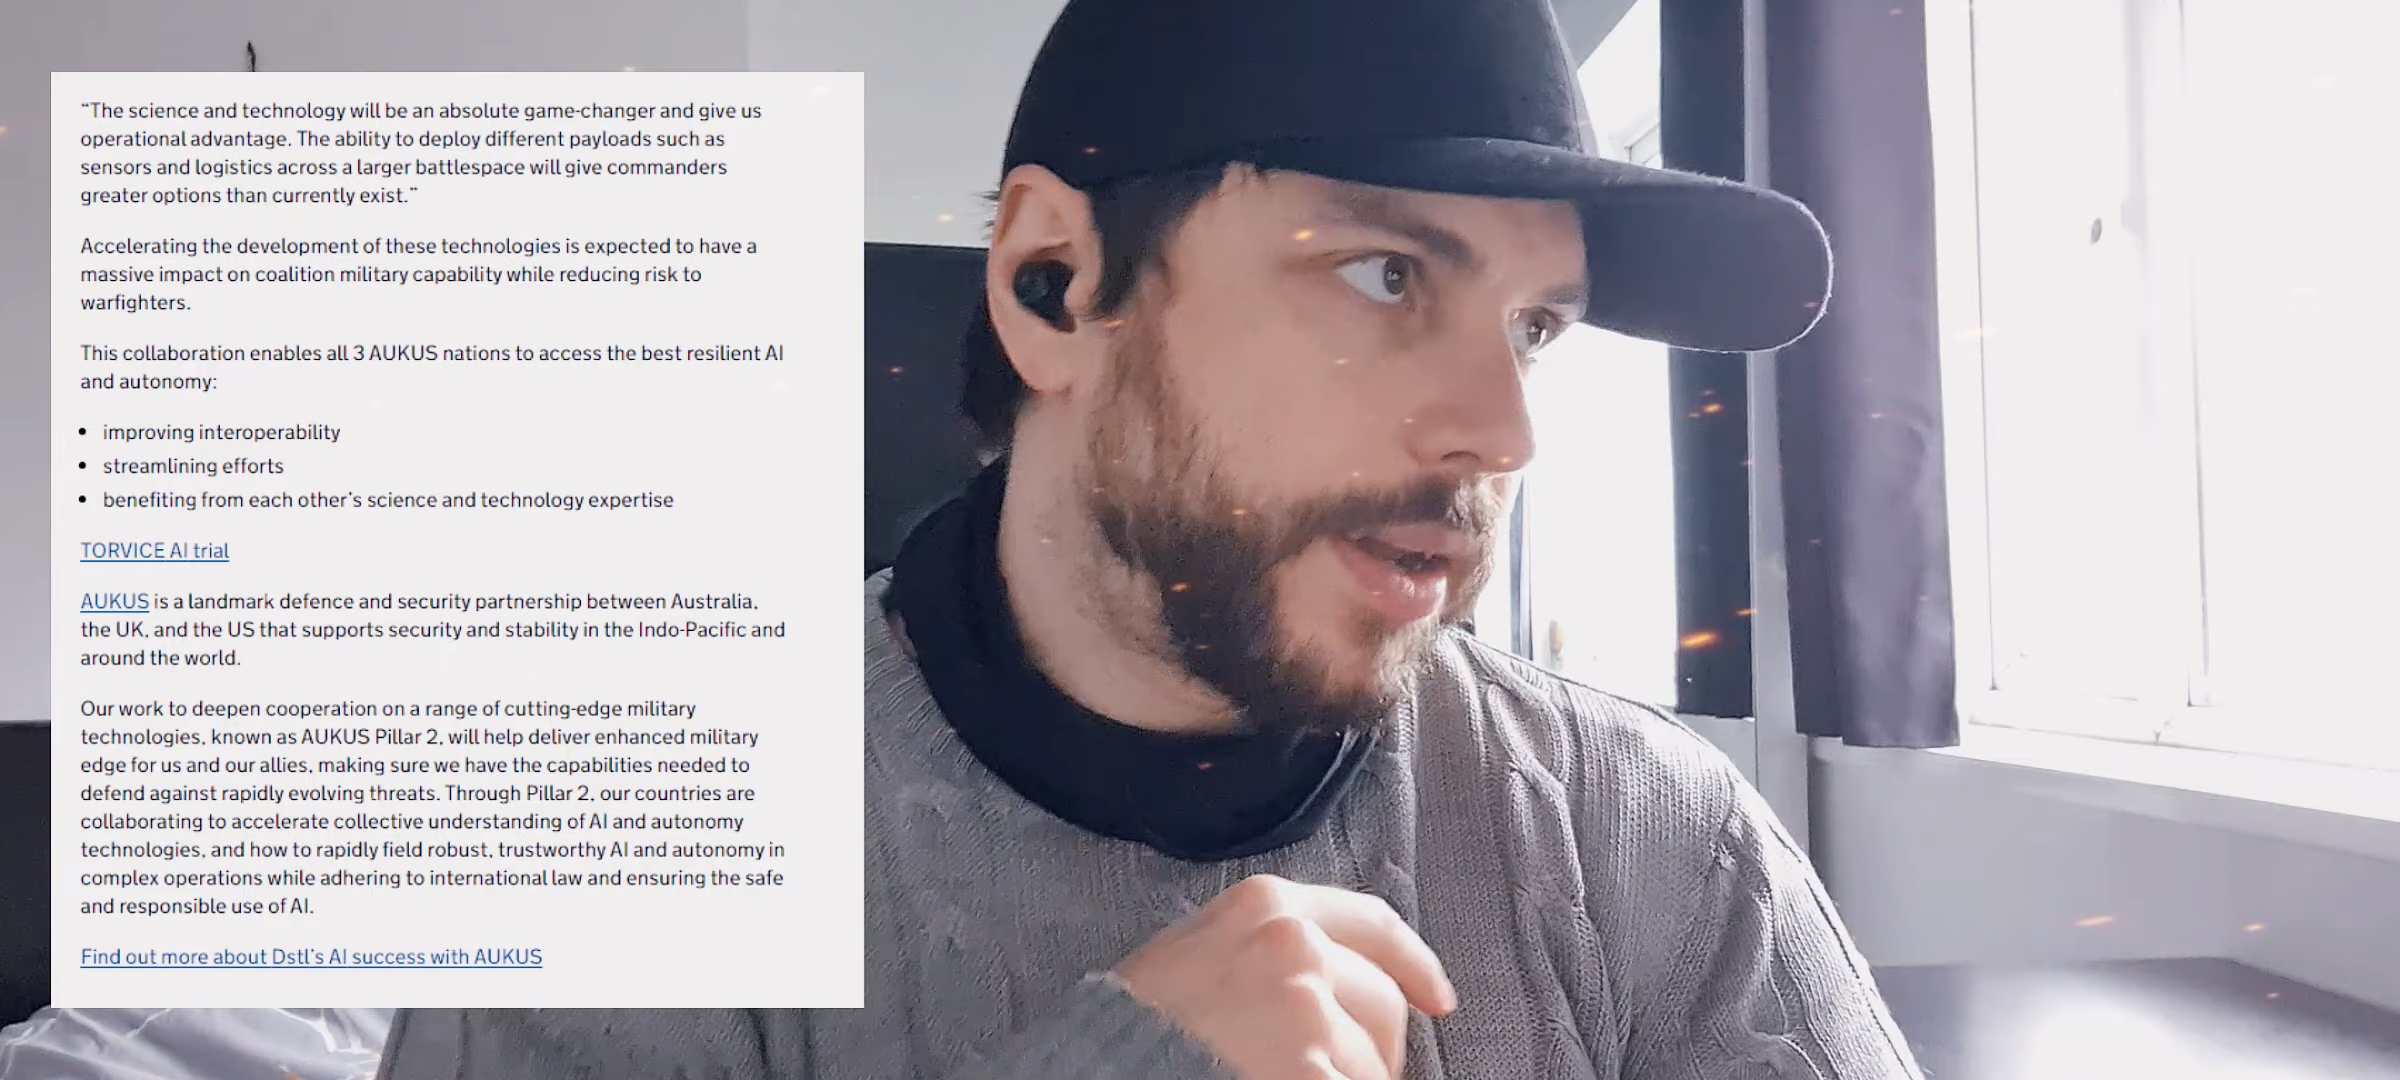 “The science and technology will be an absolute game-changer and give us
operational advantage. The ability to deploy different payloads such as
sensors and logistics across a larger battlespace will give commanders
greater options than currently exist.”
Accelerating the development of these technologies is expected to have a
massive impact on coalition military capability while reducing risk to
warfighters.
This collaboration enables all 3 AUKUS nations to access the best resilient AI
and autonomy:
• improving interoperability
• streamlining efforts
• benefiting from each other’s science and technology expertise
TORVICE AI trial
AUKUS is a landmark defence and security partnership between Australia,
the UK, and the US that supports security and stability in the Indo-Pacific and
around the world.
Our work to deepen cooperation on a range of cutting-edge military
technologies, known as AUKUS Pillar 2, will help deliver enhanced military
edge for us and our allies, making sure we have the capabilities needed to
defend against rapidly evolving threats. Through Pillar 2, our countries are
collaborating to accelerate collective understanding of AI and autonomy
technologies, and how to rapidly field robust, trustworthy AI and autonomy in
complex operations while adhering to international law and ensuring the safe
and responsible use of AI.
Find out more about Dstl’s AI success with AUKUS